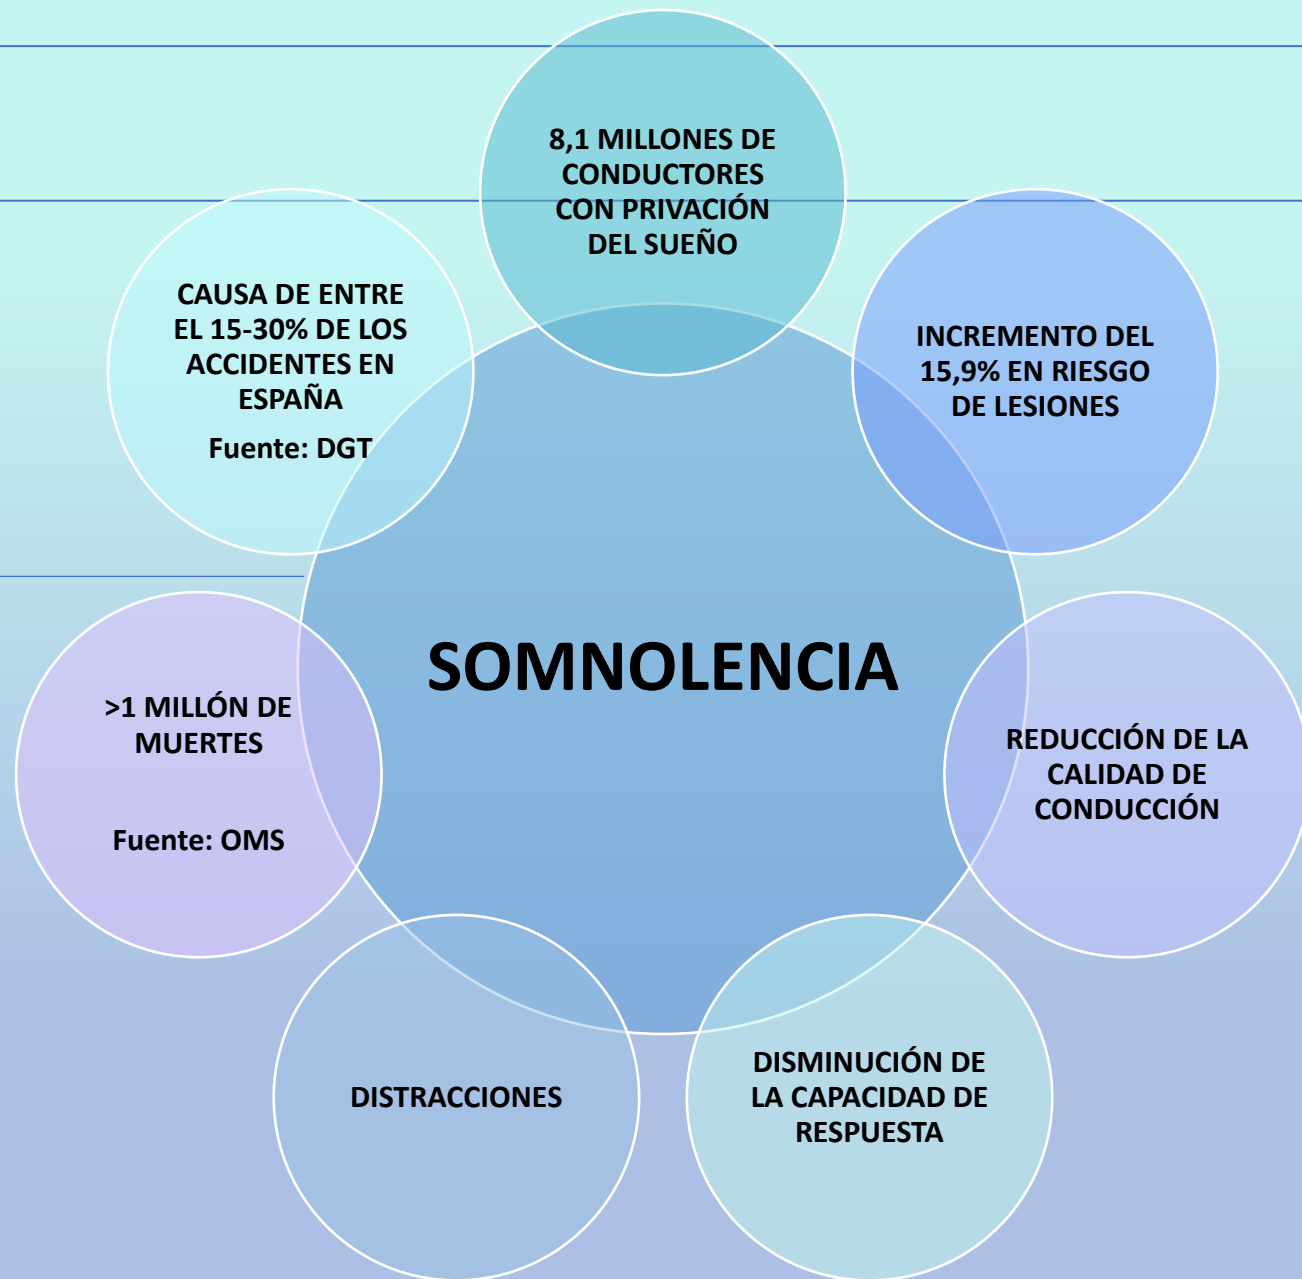 8,1 MILLONES DE
CONDUCTORES
CON PRIVACIÓN
DEL SUEÑO
INCREMENTO DEL
15,9% EN RIESGO
DE LESIONES
REDUCCIÓN DE LA
CALIDAD DE
CONDUCCIÓN
DISMINUCIÓN DE
LA CAPACIDAD DE
RESPUESTA
DISTRACCIONES
>1 MILLÓN DE
MUERTES
Fuente: OMS
CAUSA DE ENTRE
EL 15-30% DE LOS
ACCIDENTES EN
ESPAÑA
Fuente: DGT
SOMNOLENCIA